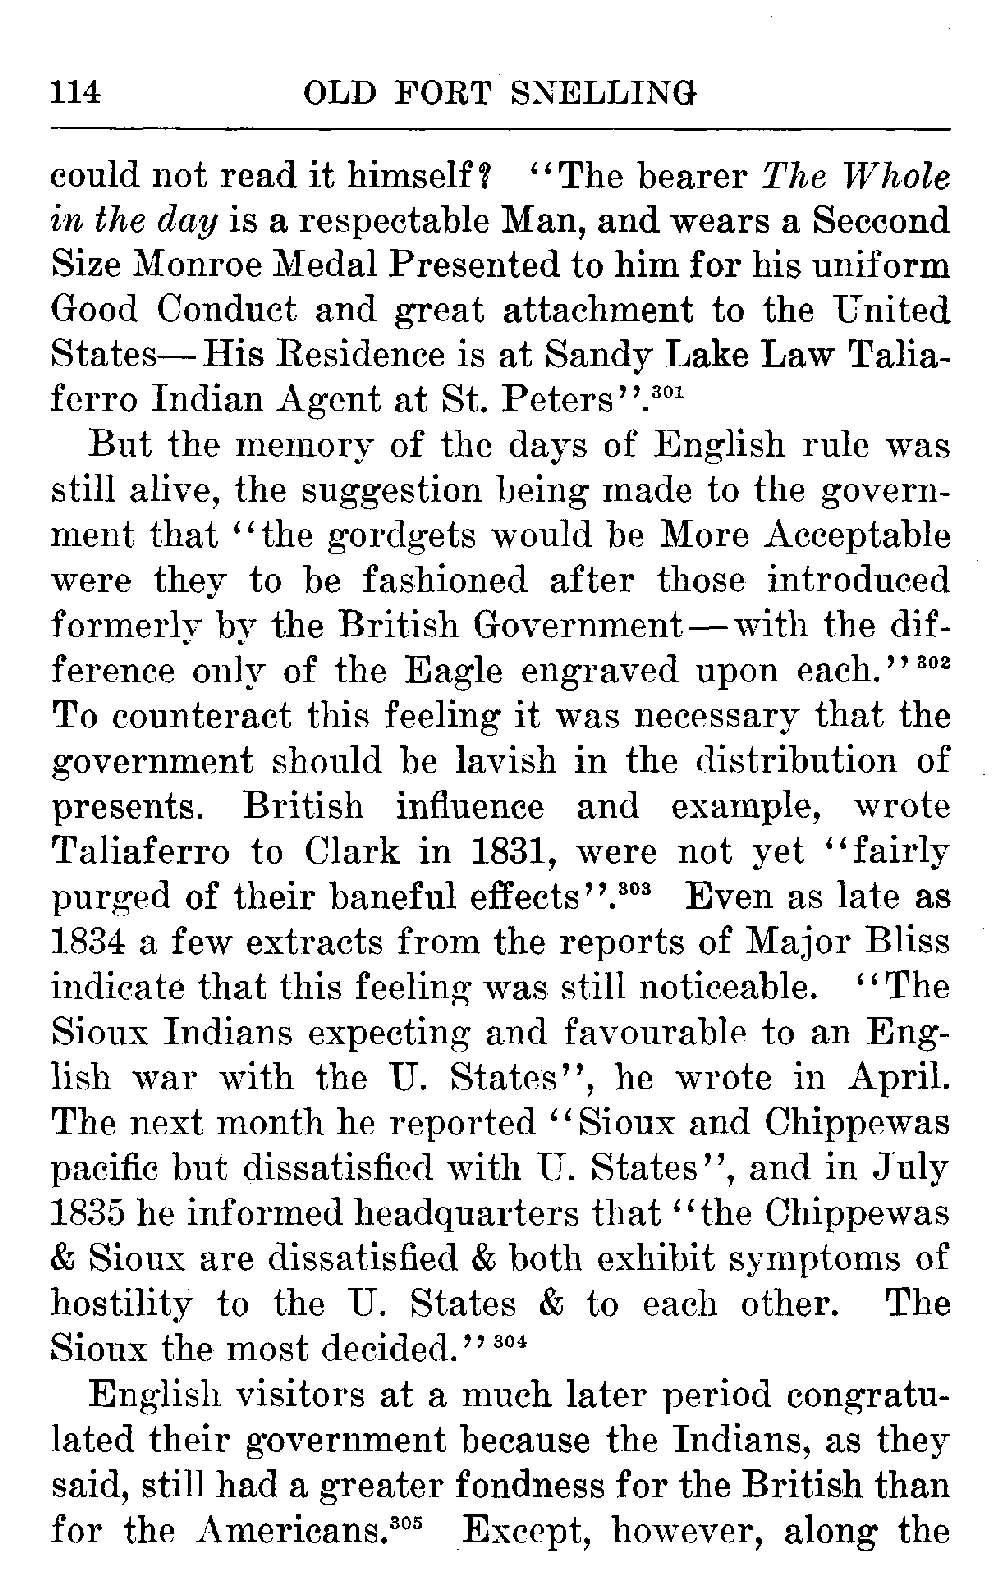 114 OLD FORT SNELLING
could not read it himself? "The bearer The Whole
in the day is a respectable Man, and wears a Seccond
Size Monroe Medal Presented to him for his uniform
Good Conduct and great attachment to the United
States—His Residence is at Sandy Lake Law Talia-
ferro Indian Agent at St. Peters".³⁰¹
But the memory of the days of English rule was
still alive, the suggestion being made to the govern-
ment that "the gordgets would be More Acceptable
were they to be fashioned after those introduced
formerly by the British Government—with the dif-
ference only of the Eagle engraved upon each."³⁰²
To counteract this feeling it was necessary that the
government should be lavish in the distribution of
presents. British influence and example, wrote
Taliaferro to Clark in 1831, were not yet "fairly
purged of their baneful effects".³⁰³ Even as late as
1834 a few extracts from the reports of Major Bliss
indicate that this feeling was still noticeable. "The
Sioux Indians expecting and favourable to an Eng-
lish war with the U. States", he wrote in April.
The next month he reported "Sioux and Chippewas
pacific but dissatisfied with U. States", and in July
1835 he informed headquarters that "the Chippewas
& Sioux are dissatisfied & both exhibit symptoms of
hostility to the U. States & to each other. The
Sioux the most decided."³⁰⁴
English visitors at a much later period congratu-
lated their government because the Indians, as they
said, still had a greater fondness for the British than
for the Americans.³⁰⁵ Except, however, along the